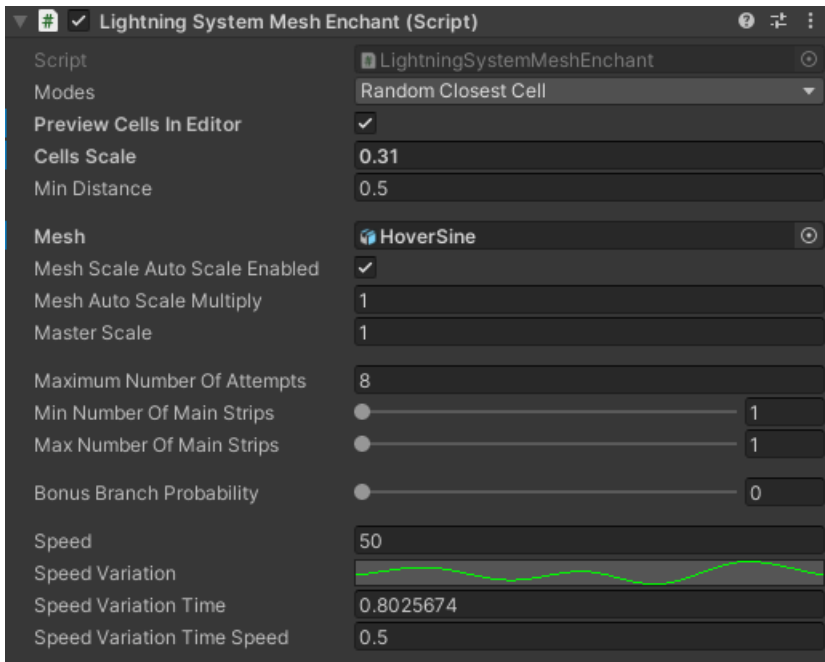 Lightning System Mesh Enchant (Script)
Script LightningSystemMeshEnchant
Modes Random Closest Cell
Preview Cells In Editor
Cells Scale 0.31
Min Distance 0.5
Mesh HoverSine
Mesh Scale Auto Scale Enabled
Mesh Auto Scale Multiply 1
Master Scale 1
Maximum Number Of Attempts 8
Min Number Of Main Strips 1
Max Number Of Main Strips 1
Bonus Branch Probability 0
Speed 50
Speed Variation
Speed Variation Time 0.8025674
Speed Variation Time Speed 0.5